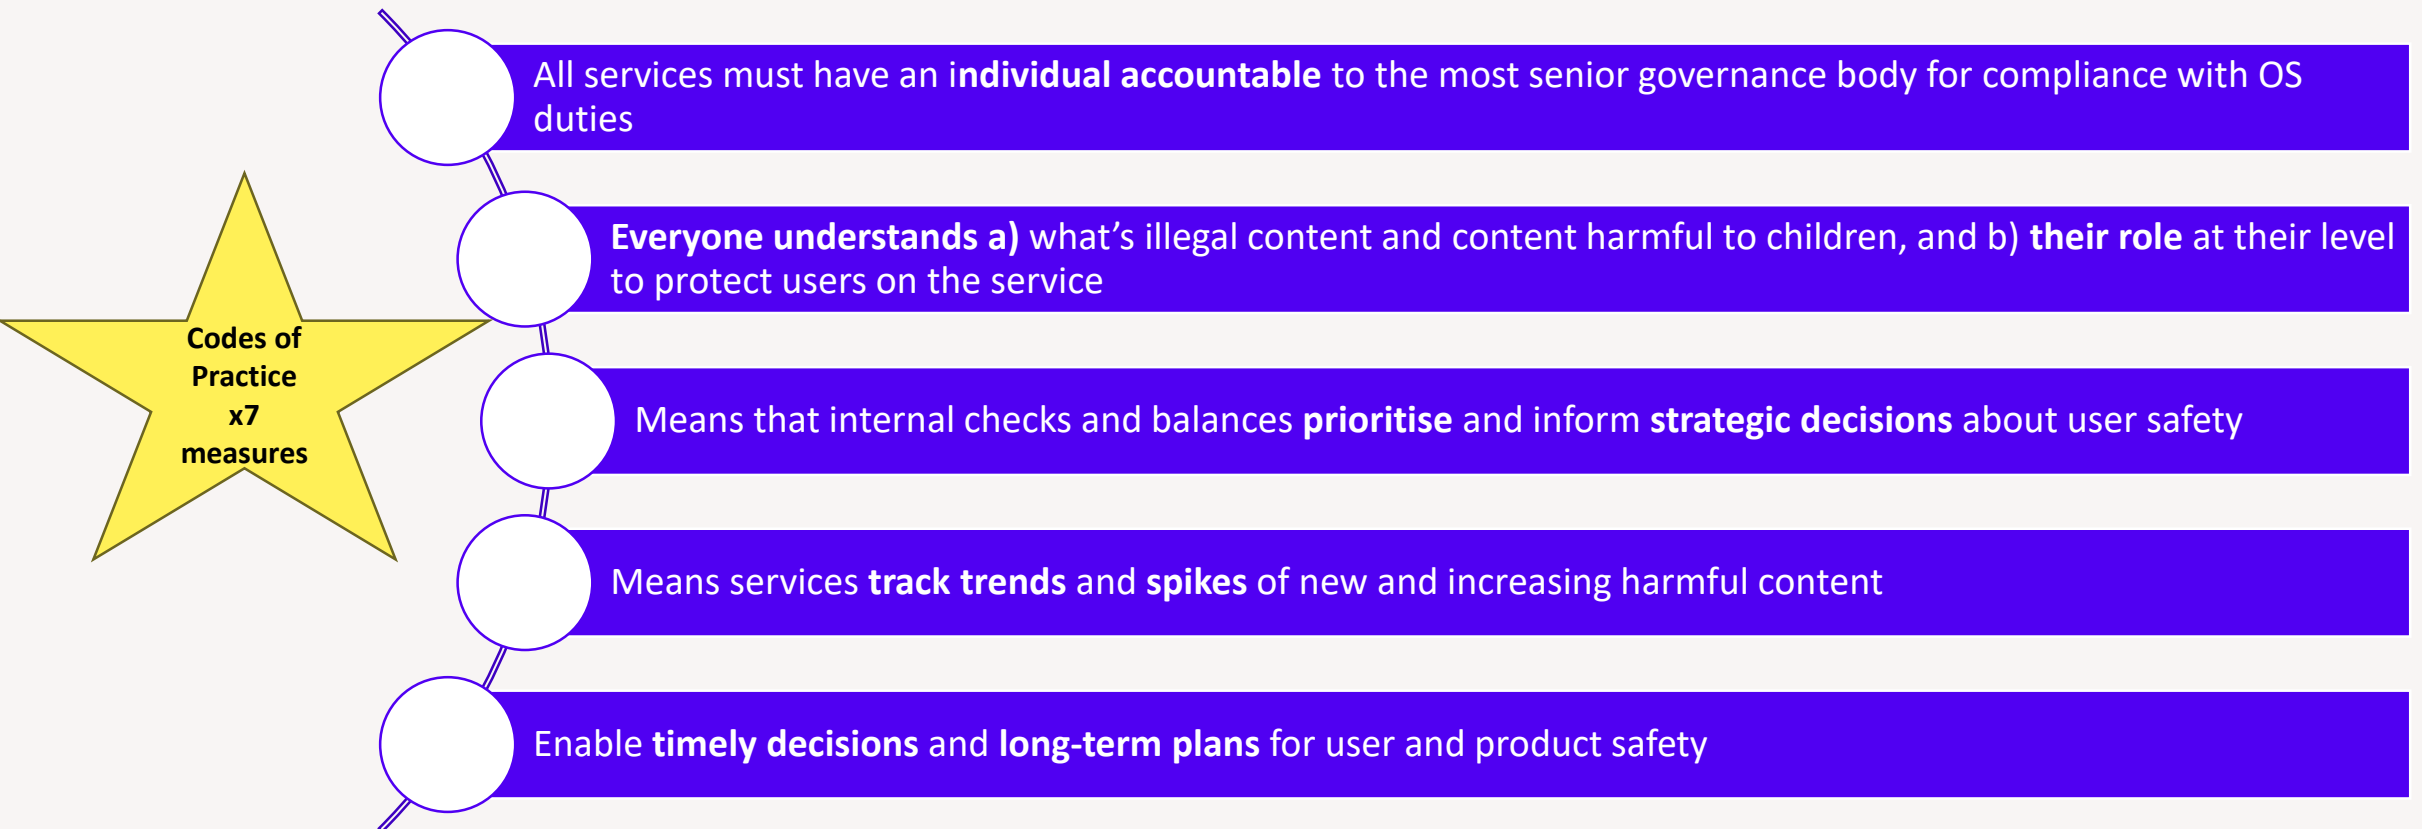 All services must have an individual accountable to the most senior governance body for compliance with OS
duties
Everyone understands a) what’s illegal content and content harmful to children, and b) their role at their level
to protect users on the service
Codes of
Practice
x7
measures
Means that internal checks and balances prioritise and inform strategic decisions about user safety
Means services track trends and spikes of new and increasing harmful content
Enable timely decisions and long-term plans for user and product safety